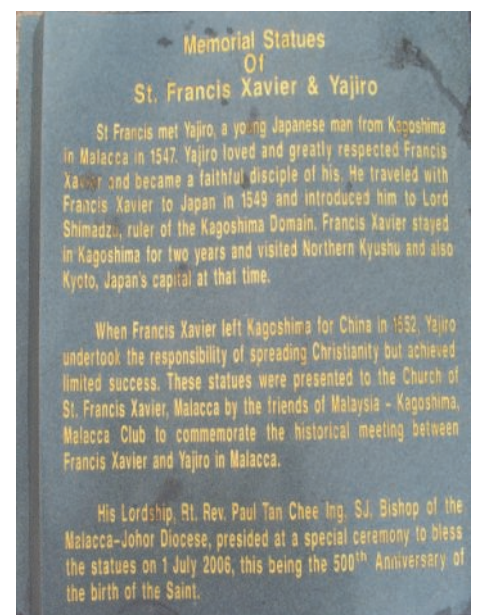 Memorial Statues
Of
St. Francis Xavier & Yajiro
St Francis met Yajiro, a young Japanese man from Kagoshima
in Malacca in 1547. Yajiro loved and greatly respected Francis
Xavier and became a faithful disciple of his. He traveled with
Francis Xavier to Japan in 1549 and introduced him to Lord
Shimadzu, ruler of the Kagoshima Domain. Francis Xavier stayed
in Kagoshima for two years and visited Northern Kyushu and also
Kyoto, Japan's capital at that time.
When Francis Xavier left Kagoshima for China in 1552, Yajiro
undertook the responsibility of spreading Christianity but achieved
limited success. These statues were presented to the Church of
St. Francis Xavier, Malacca by the friends of Malaysia - Kagoshima,
Malacca Club to commemorate the historical meeting between
Francis Xavier and Yajiro in Malacca.
His Lordship, Rt. Rev. Paul Tan Chee Ing, SJ, Bishop of the
Malacca-Johor Diocese, presided at a special ceremony to bless
the statues on 1 July 2006, this being the 500th Anniversary of
the birth of the Saint.